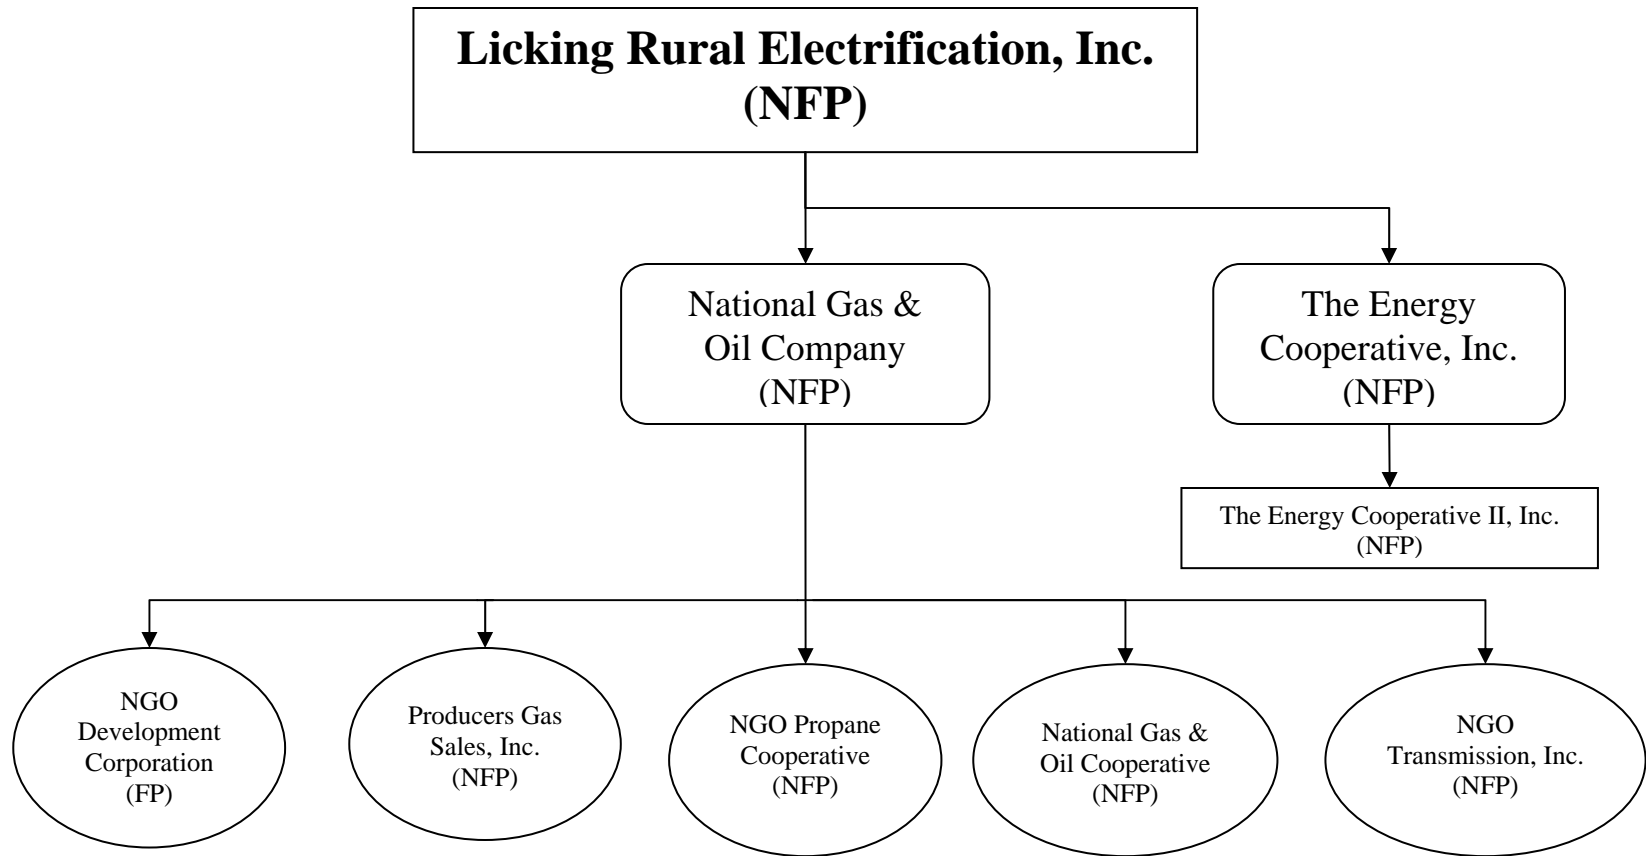 Licking Rural Electrification, Inc.
(NFP)
National Gas &
Oil Company
(NFP)
The Energy
Cooperative, Inc.
(NFP)
The Energy Cooperative II, Inc.
(NFP)
NGO
Development
Corporation
(FP)
Producers Gas
Sales, Inc.
(NFP)
NGO Propane
Cooperative
(NFP)
National Gas &
Oil Cooperative
(NFP)
NGO
Transmission, Inc.
(NFP)